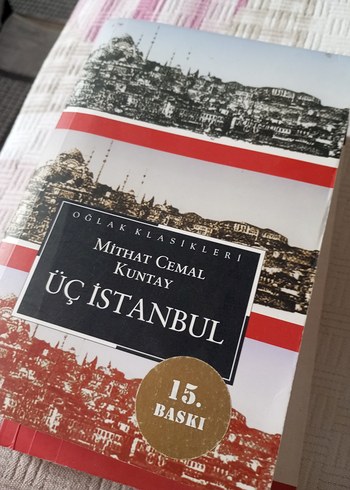 OĞLAK KLASİKLERİ
MİTHAT CEMAL
KUNTAY
ÜÇ İSTANBUL
15.
BASKI